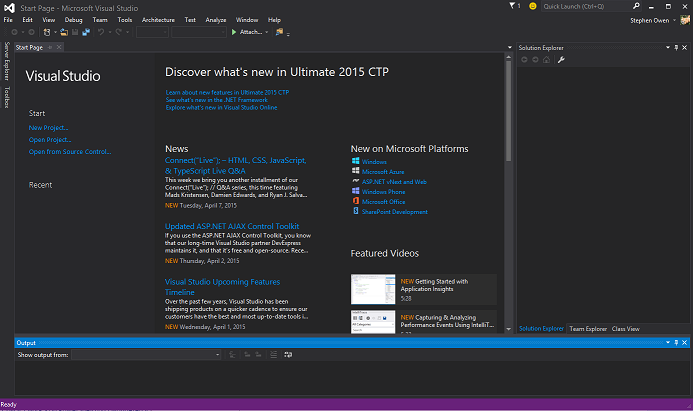 Start Page - Microsoft Visual Studio
1
Quick Launch (Ctrl+Q)
File Edit View Debug Team Tools Architecture Test Analyze Window Help
Stephen Owen
Attach...
Server Explorer
Toolbox
Start Page
Solution Explorer
Visual Studio
Discover what's new in Ultimate 2015 CTP
Learn about new features in Ultimate 2015 CTP
See what's new in the .NET Framework
Explore what's new in Visual Studio Online
Start
New Project...
Open Project...
Open from Source Control...
Recent
News
Connect("Live"); – HTML, CSS, JavaScript,
& TypeScript Live Q&A
This week we bring you another installment of our
Connect("Live"); // Q&A series, this time featuring
Mads Kristensen, Damien Edwards, and Ryan J. Salva...
NEW Tuesday, April 7, 2015
Updated ASP.NET AJAX Control Toolkit
If you use the ASP.NET AJAX Control Toolkit, you know
that our long-time Visual Studio partner DevExpress
maintains it, and that it's free and open-source. Rece...
NEW Thursday, April 2, 2015
Visual Studio Upcoming Features
Timeline
Over the past few years, Visual Studio has been
shipping products on a quicker cadence to ensure our
customers have the best and most up-to-date tools i...
NEW Wednesday, April 1, 2015
New on Microsoft Platforms
Windows
Microsoft Azure
ASP.NET vNext and Web
Windows Phone
Microsoft Office
SharePoint Development
Featured Videos
NEW Getting Started with
Application Insights
5:28
NEW Capturing & Analyzing
Performance Events Using IntelliT...
Solution Explorer Team Explorer Class View
Output
Show output from:
Ready